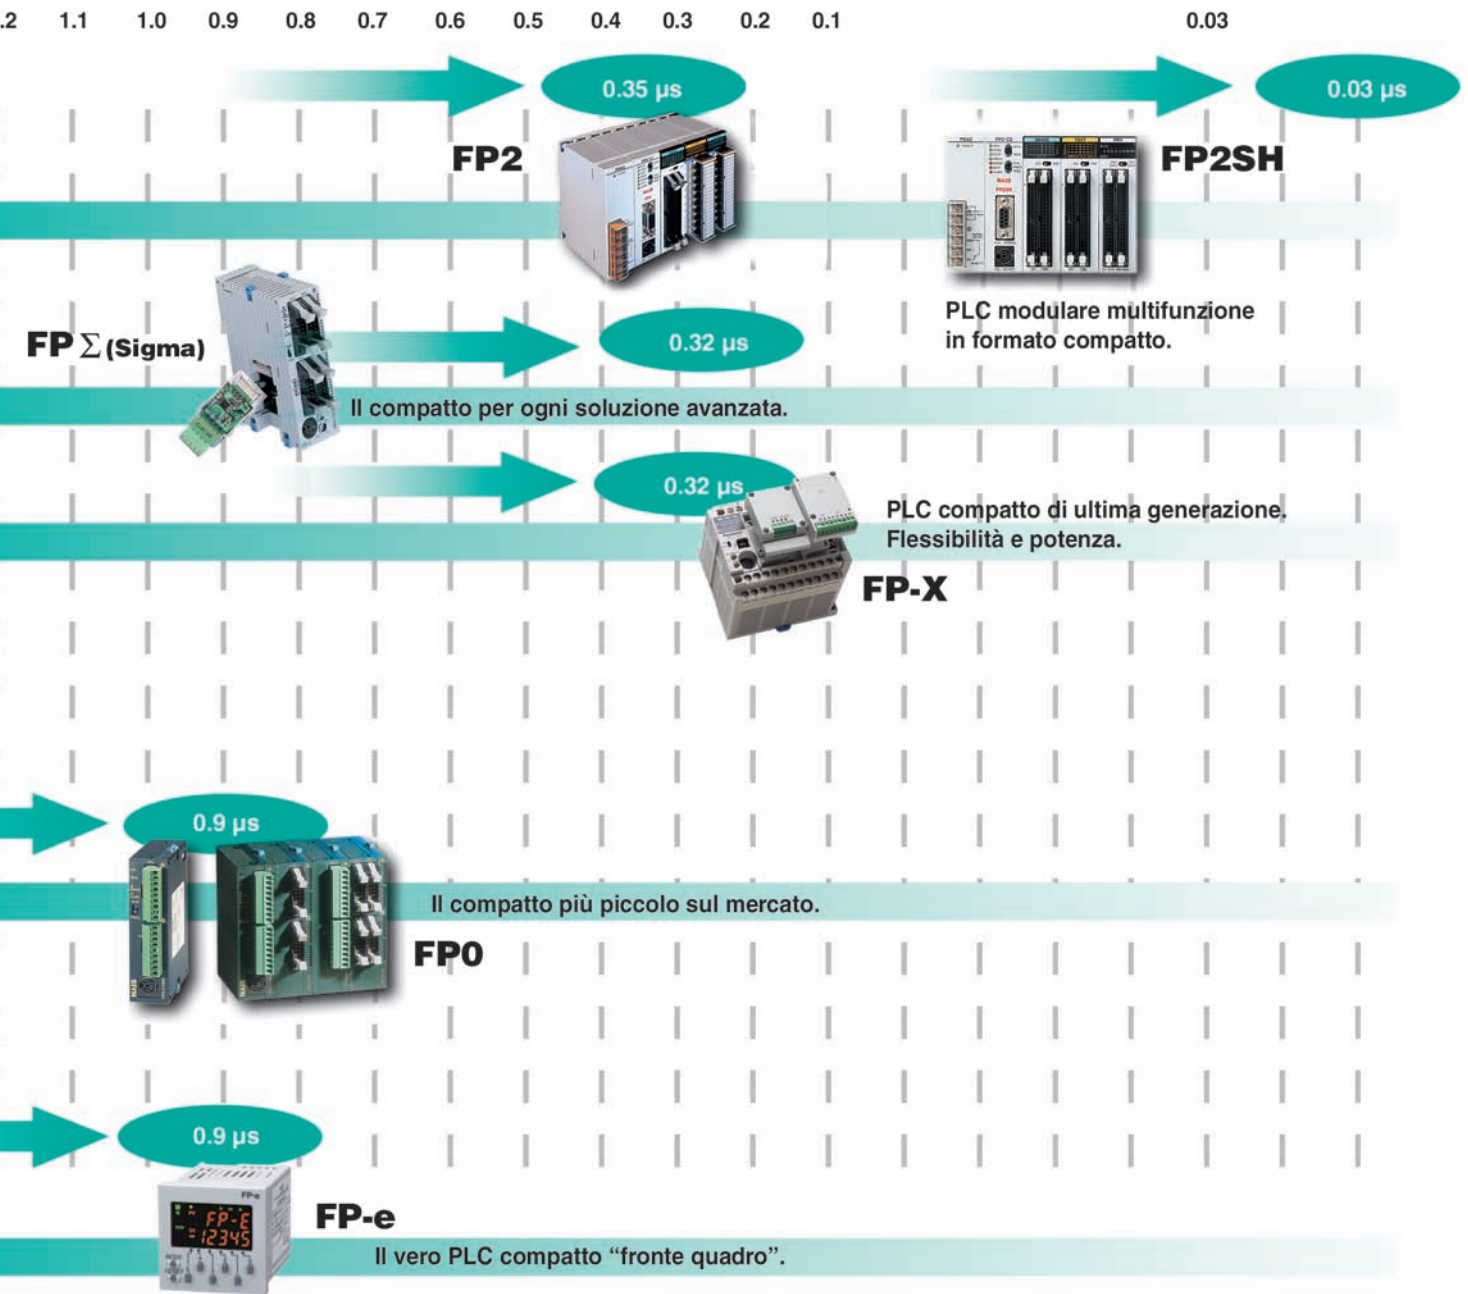 .2 1.1 1.0 0.9 0.8 0.7 0.6 0.5 0.4 0.3 0.2 0.1 0.03
0.35 µs
0.03 µs
FP2
FP2SH
PLC modulare multifunzione
in formato compatto.
FP Σ (Sigma)
0.32 µs
Il compatto per ogni soluzione avanzata.
0.32 µs
PLC compatto di ultima generazione.
Flessibilità e potenza.
FP-X
0.9 µs
Il compatto più piccolo sul mercato.
FP0
0.9 µs
FP-e
FP-E
12345
FP-e
Il vero PLC compatto “fronte quadro”.